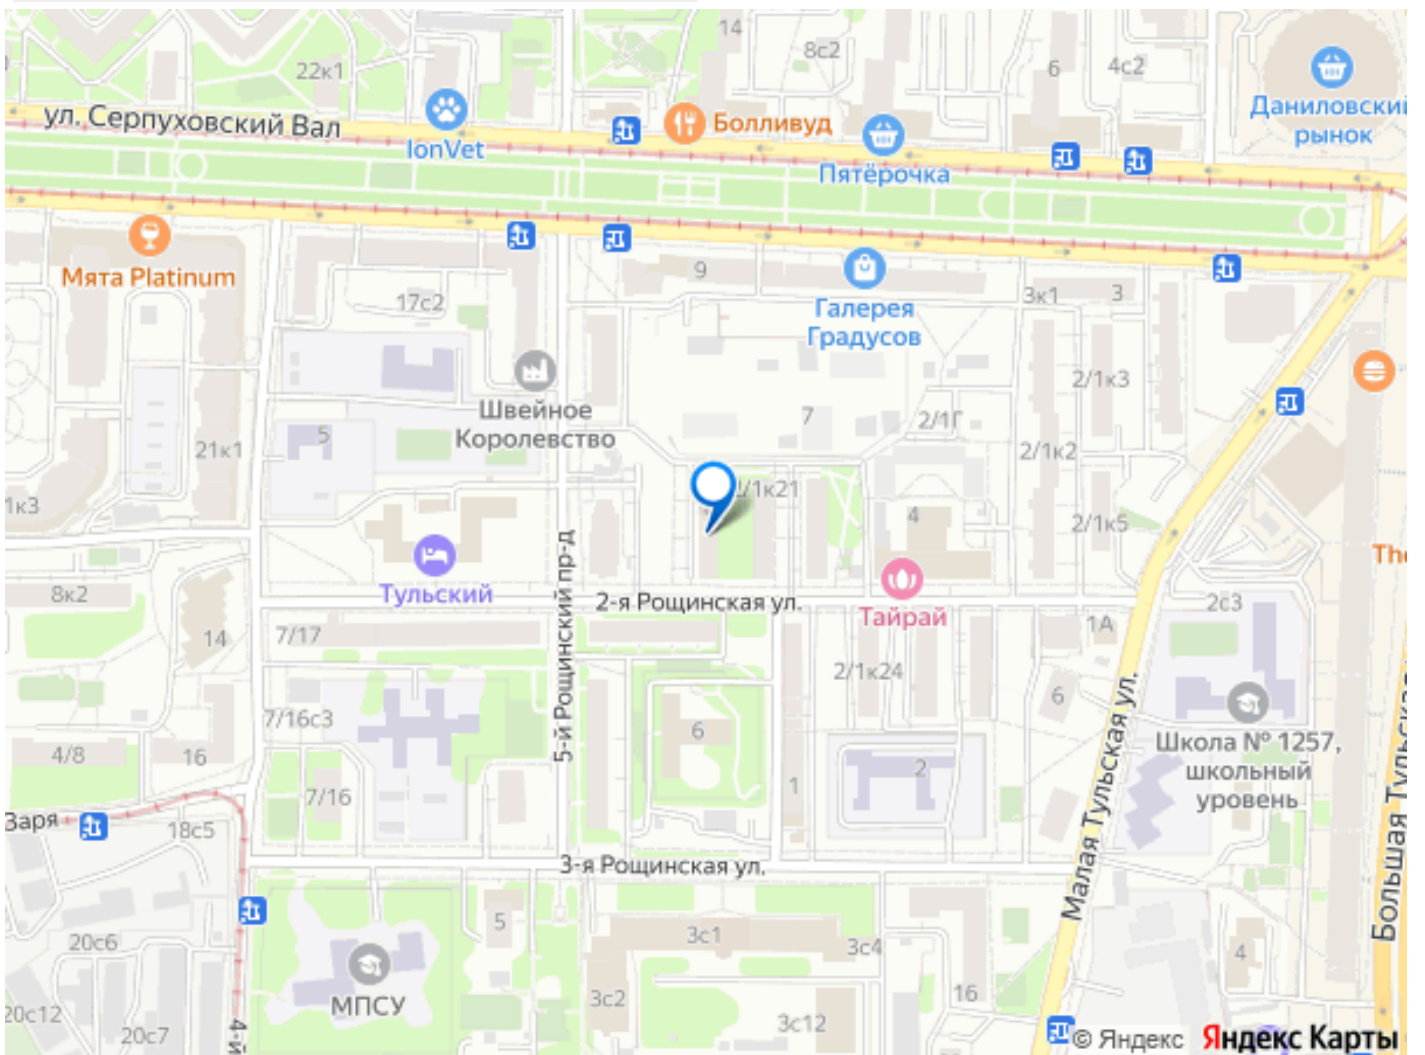 14
8с2
6
4с2
22к1
Даниловский
рынок
ул. Серпуховский Вал
IonVet
Болливуд
Пятёрочка
Мята Platinum
9
17с2
3к1
3
Галерея
Градусов
2/1к3
Швейное
Королевство
7
2/1Г
5
21к1
2/1к2
1к3
2/1к21
4
2/1к5
Тульский
5-й Рощинский пр-д
The
8к2
2-я Рощинская ул.
Тайрай
2с3
14
7/17
1А
2/1к24
6
7/16с3
6
4/8
16
Школа № 1257,
школьный
уровень
2
1
7/16
Заря
18с5
3-я Рощинская ул.
Малая Тульская ул.
Большая Тульская
5
3с1
3с4
20с6
4
МПСУ
3с2
16
20с12
20с7
4-й
3с12
© Яндекс Яндекс Карты